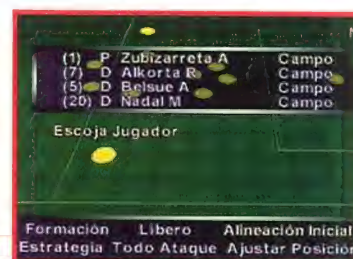 (1) P Zubizarreta A Campo
(7) D Alkorta R Campo
(5) D Belsue A Campo
(20) D Nadal M Campo
Escoja Jugador
Formación Libero Alineación Inicial
Estrategia Todo Ataque Ajustar Posición